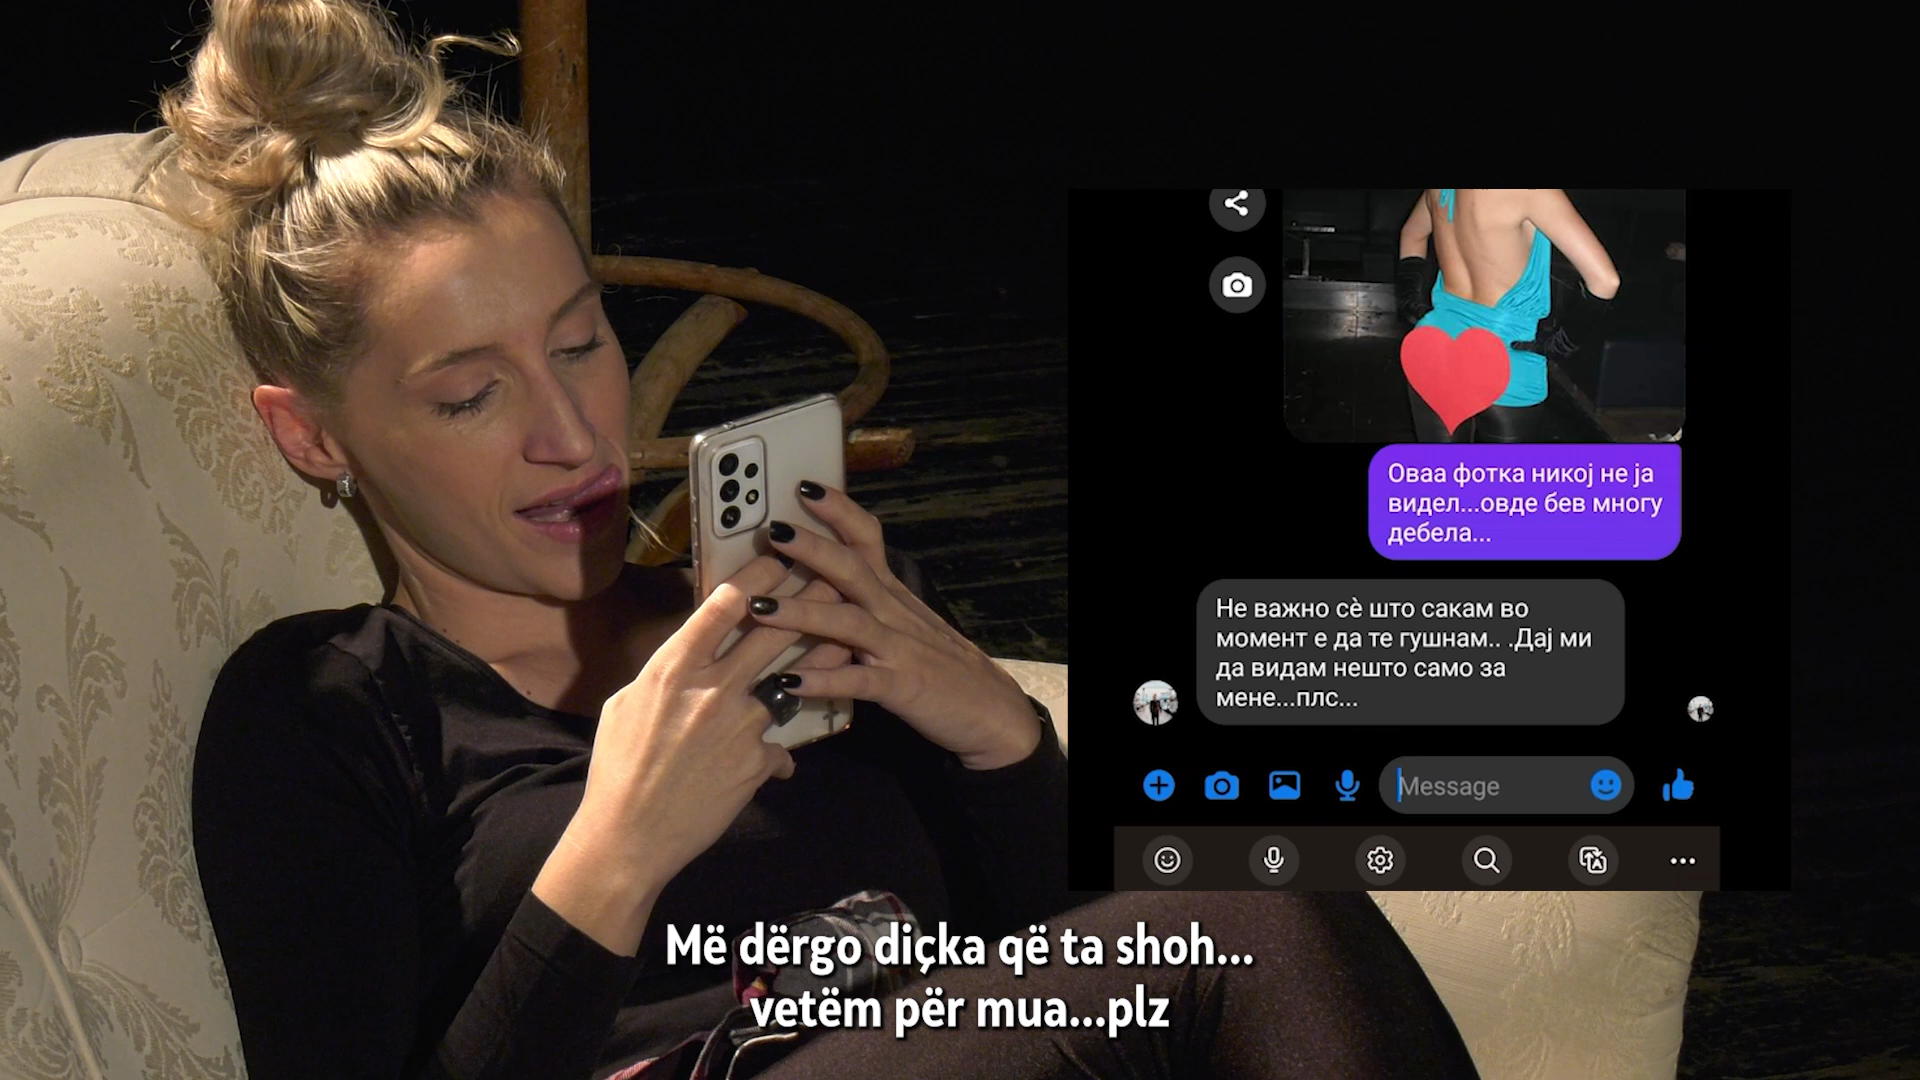 Оваа фотка никој не ја
видел...овде бев многу
дебела...
Не важно сѐ што сакам во
момент е да те гушнам.. .Дај ми
да видам нешто само за
мене...плс...
Message
Më dërgo diçka që ta shoh...
vetëm për mua...plz